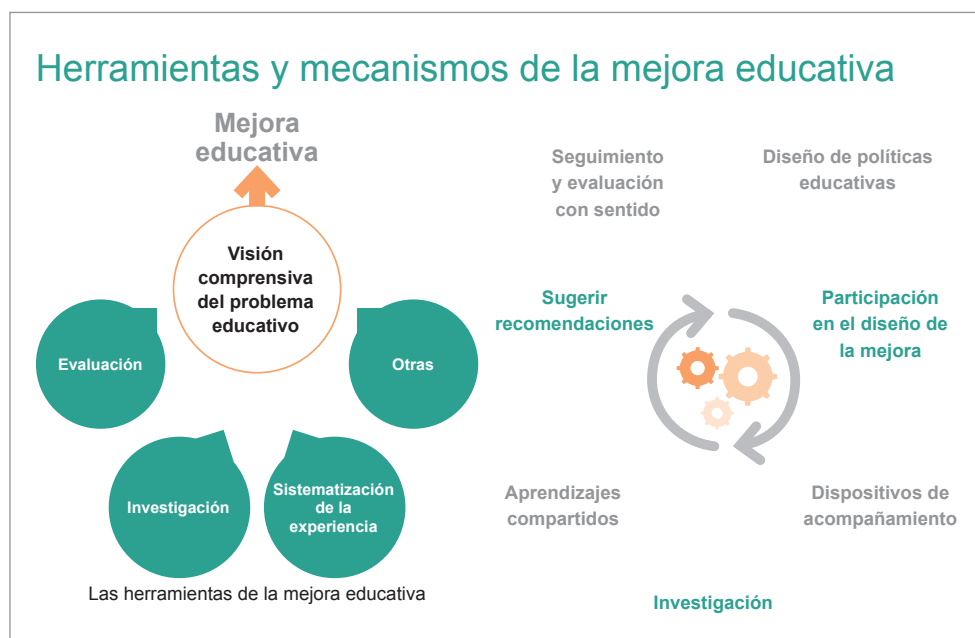 Herramientas y mecanismos de la mejora educativa
Mejora
educativa
Visión
comprensiva
del problema
educativo
Evaluación
Otras
Investigación
Sistematización
de la
experiencia
Las herramientas de la mejora educativa
Seguimiento
y evaluación
con sentido
Diseño de políticas
educativas
Sugerir
recomendaciones
Participación
en el diseño de
la mejora
Aprendizajes
compartidos
Dispositivos de
acompañamiento
Investigación